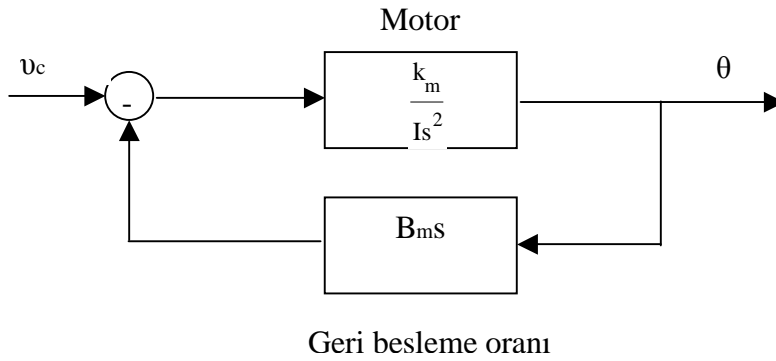 Motor
υc
k_m
Is^2
θ
-
Bms
Geri besleme oranı